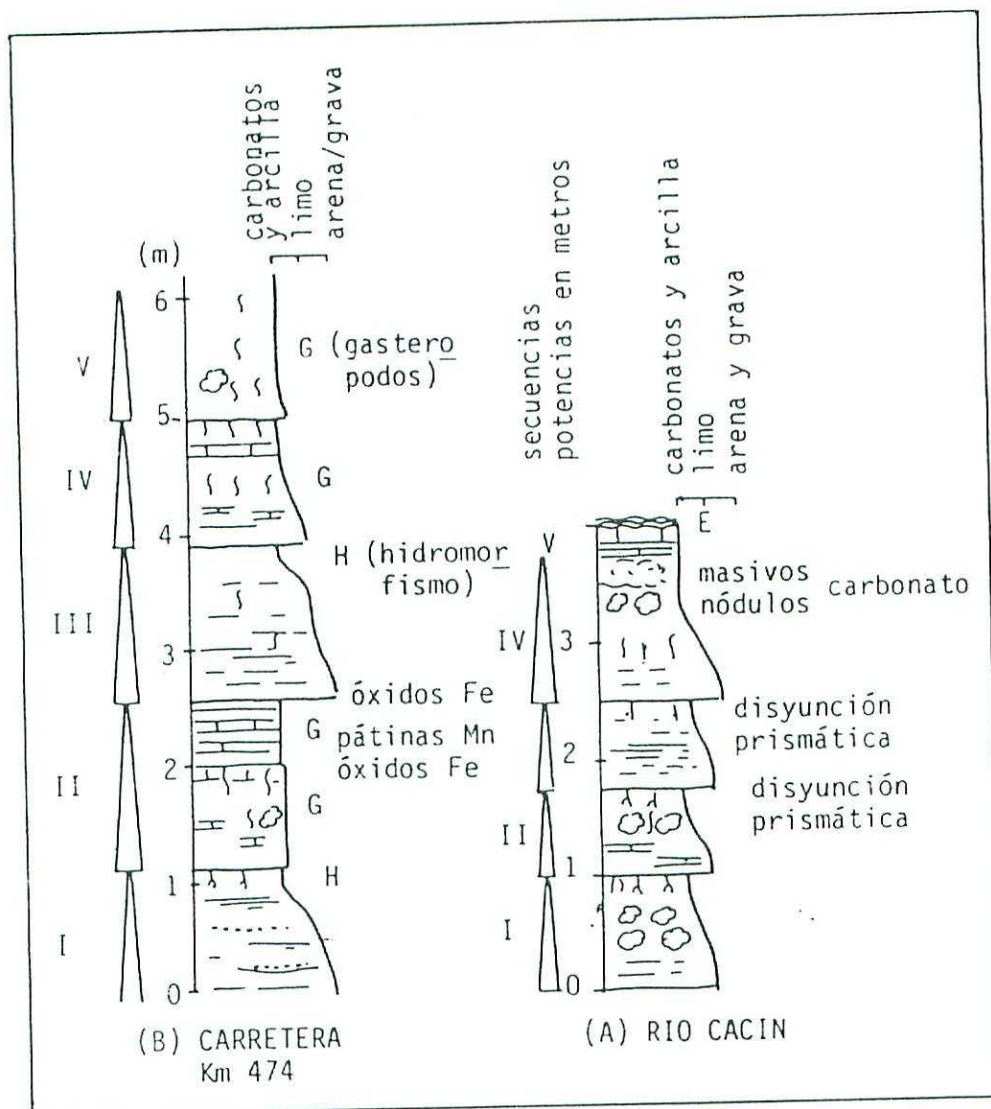 carbonatos
y arcilla
limo
arena/grava
(m)
6
5
4
3
2
1
0
V
IV
III
II
I
G (gastero
podos)
G
H (hidromor
fismo)
óxidos Fe
G pátinas Mn
óxidos Fe
G
H
(B) CARRETERA
Km 474
secuencias
potencias en metros
carbonatos y arcilla
limo
arena y grava
E
V
IV
II
I
3
2
1
0
masivos
nódulos
carbonato
disyunción
prismática
disyunción
prismática
(A) RIO CACIN